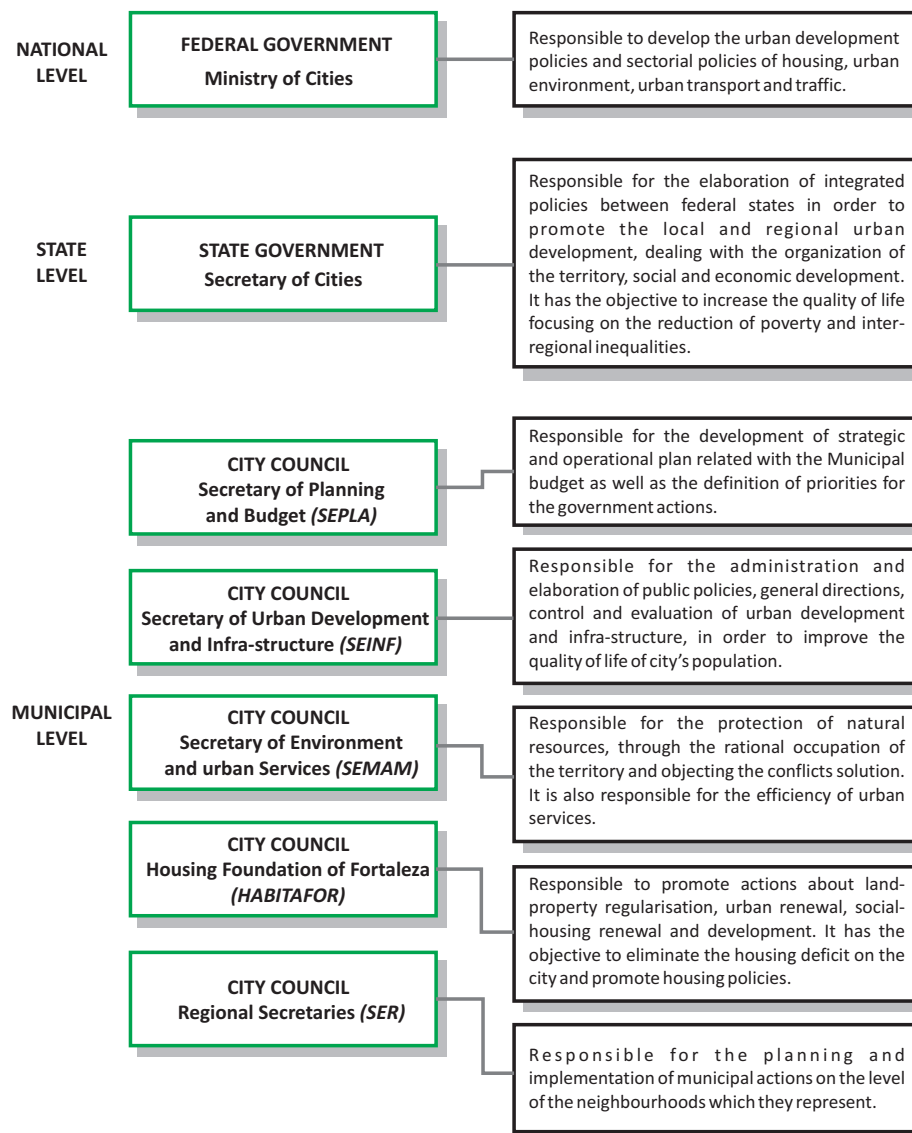 NATIONAL
LEVEL
FEDERAL GOVERNMENT
Ministry of Cities
Responsible to develop the urban development
policies and sectorial policies of housing, urban
environment, urban transport and traffic.
STATE
LEVEL
STATE GOVERNMENT
Secretary of Cities
Responsible for the elaboration of integrated
policies between federal states in order to
promote the local and regional urban
development, dealing with the organization of
the territory, social and economic development.
It has the objective to increase the quality of life
focusing on the reduction of poverty and inter-
regional inequalities.
MUNICIPAL
LEVEL
CITY COUNCIL
Secretary of Planning
and Budget (SEPLA)
Responsible for the development of strategic
and operational plan related with the Municipal
budget as well as the definition of priorities for
the government actions.
CITY COUNCIL
Secretary of Urban Development
and Infra-structure (SEINF)
Responsible for the administration and
elaboration of public policies, general directions,
control and evaluation of urban development
and infra-structure, in order to improve the
quality of life of city's population.
CITY COUNCIL
Secretary of Environment
and urban Services (SEMAM)
Responsible for the protection of natural
resources, through the rational occupation of
the territory and objecting the conflicts solution.
It is also responsible for the efficiency of urban
services.
CITY COUNCIL
Housing Foundation of Fortaleza
(HABITAFOR)
Responsible to promote actions about land-
property regularisation, urban renewal, social-
housing renewal and development. It has the
objective to eliminate the housing deficit on the
city and promote housing policies.
CITY COUNCIL
Regional Secretaries (SER)
Responsible for the planning and
implementation of municipal actions on the level
of the neighbourhoods which they represent.